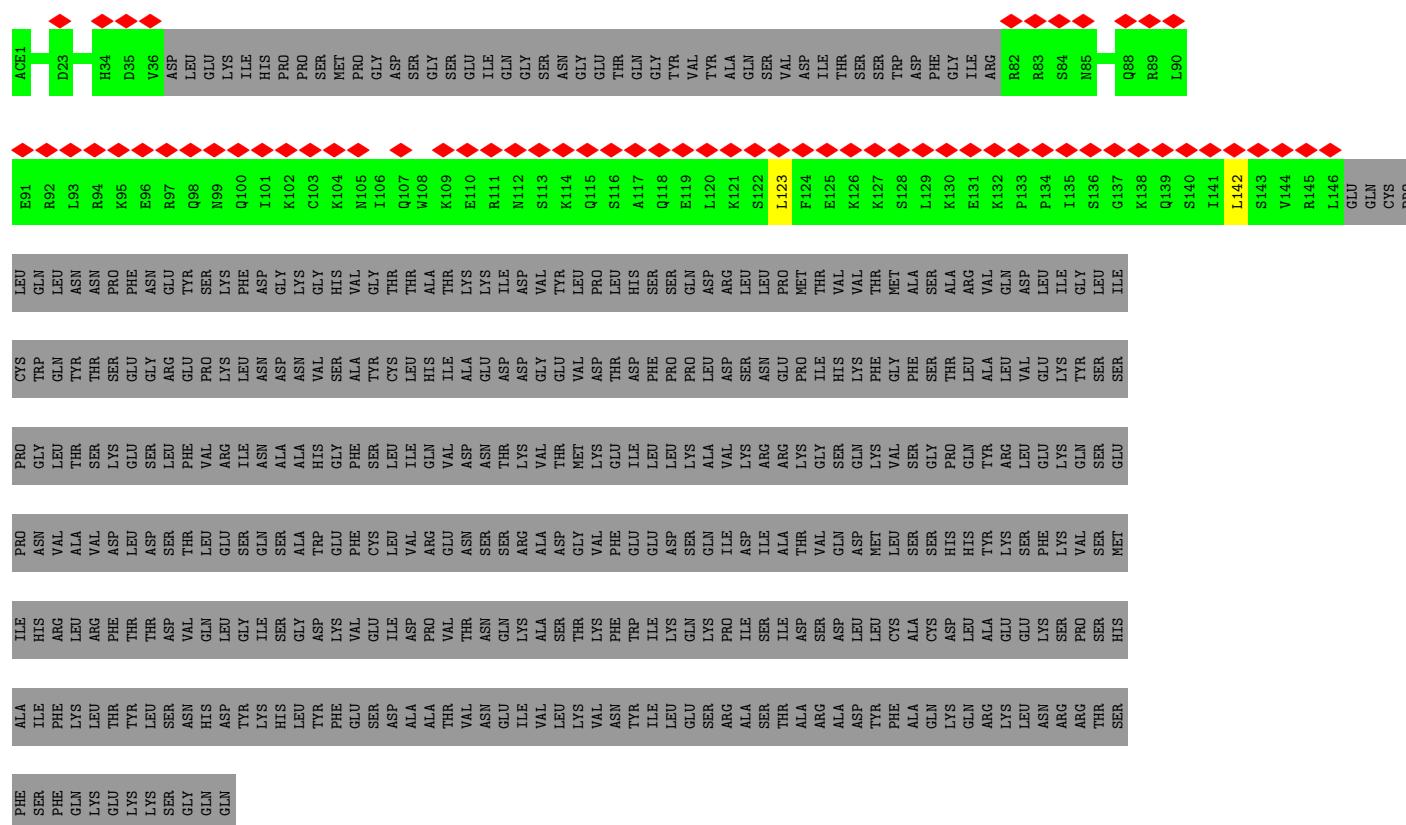 ACE1 D23 H34 D35 V36 ASP LEU GLU LYS ILE HIS PRO PRO SER MET PRO GLY ASP SER GLY SER GLU ILE GLN GLY SER ASN GLY GLU THR GLN GLY TYR VAL TYR ALA GLN SER VAL ASP ILE THR SER SER TRP ASP PHE GLY ILE ARG R82 R83 S84 N85 Q88 R89 L90
E91 R92 L93 R94 K95 E96 R97 Q98 N99 Q100 I101 K102 C103 K104 N105 I106 Q107 W108 K109 E110 R111 N112 S113 K114 Q115 S116 A117 Q118 E119 L120 K121 S122 L123 F124 E125 K126 K127 S128 L129 K130 E131 K132 P133 P134 I135 S136 G137 K138 Q139 S140 I141 L142 S143 V144 R145 L146 GLU GLN CYS
LEU GLN LEU ASN ASN PRO PHE ASN GLU TYR SER LYS PHE ASP GLY LYS GLY HIS VAL GLY THR THR ALA THR LYS LYS ILE ASP VAL TYR LEU PRO LEU HIS SER SER GLN ASP ARG LEU LEU PRO MET THR VAL VAL THR MET ALA SER ALA ARG VAL GLN ASP LEU ILE GLY LEU ILE
CYS TRP GLN TYR THR SER GLU GLY ARG GLU PRO LYS LEU ASN ASP ASN VAL SER ALA TYR CYS LEU HIS ILE ALA GLU ASP ASP GLY GLU VAL ASP THR ASP PHE PRO PRO LEU ASP SER ASN GLU PRO ILE HIS LYS PHE GLY PHE SER THR LEU ALA LEU VAL GLU LYS TYR SER SER
PRO GLY LEU THR SER LYS GLU SER LEU PHE VAL ARG ILE ASN ALA ALA HIS GLY PHE SER LEU ILE GLN VAL ASP ASN THR LYS VAL THR MET LYS GLU ILE LEU LEU LYS ALA VAL LYS ARG ARG LYS GLY SER GLN LYS VAL SER GLY PRO GLN TYR ARG LEU GLU LYS GLN SER GLU
PRO ASN VAL ALA VAL ASP LEU ASP SER THR LEU GLU SER GLN SER ALA TRP GLU PHE CYS LEU VAL ARG GLU ASN SER SER ARG ALA ASP GLY VAL PHE GLU GLU ASP SER GLN ILE ASP ILE ALA THR VAL GLN ASP MET LEU SER SER HIS HIS TYR LYS SER PHE LYS VAL SER MET
ILE HIS ARG LEU ARG PHE THR THR ASP VAL GLN LEU GLY ILE SER GLY ASP LYS VAL GLU ILE ASP PRO VAL THR ASN GLN LYS ALA SER THR LYS PHE TRP ILE LYS GLN LYS PRO ILE SER ILE ASP SER ASP LEU LEU CYS ALA CYS ASP LEU ALA GLU GLU LYS SER PRO SER HIS
ALA ILE PHE LYS LEU THR TYR LEU SER ASN HIS ASP TYR LYS HIS LEU TYR PHE GLU SER ASP ALA ALA THR VAL ASN GLU ILE VAL LEU LYS VAL ASN TYR ILE LEU GLU SER ARG ALA SER THR ALA ARG ALA ASP TYR PHE ALA GLN LYS GLN ARG LYS LEU ASN ARG ARG THR SER
PHE SER PHE GLN LYS GLU LYS LYS SER GLY GLN GLN